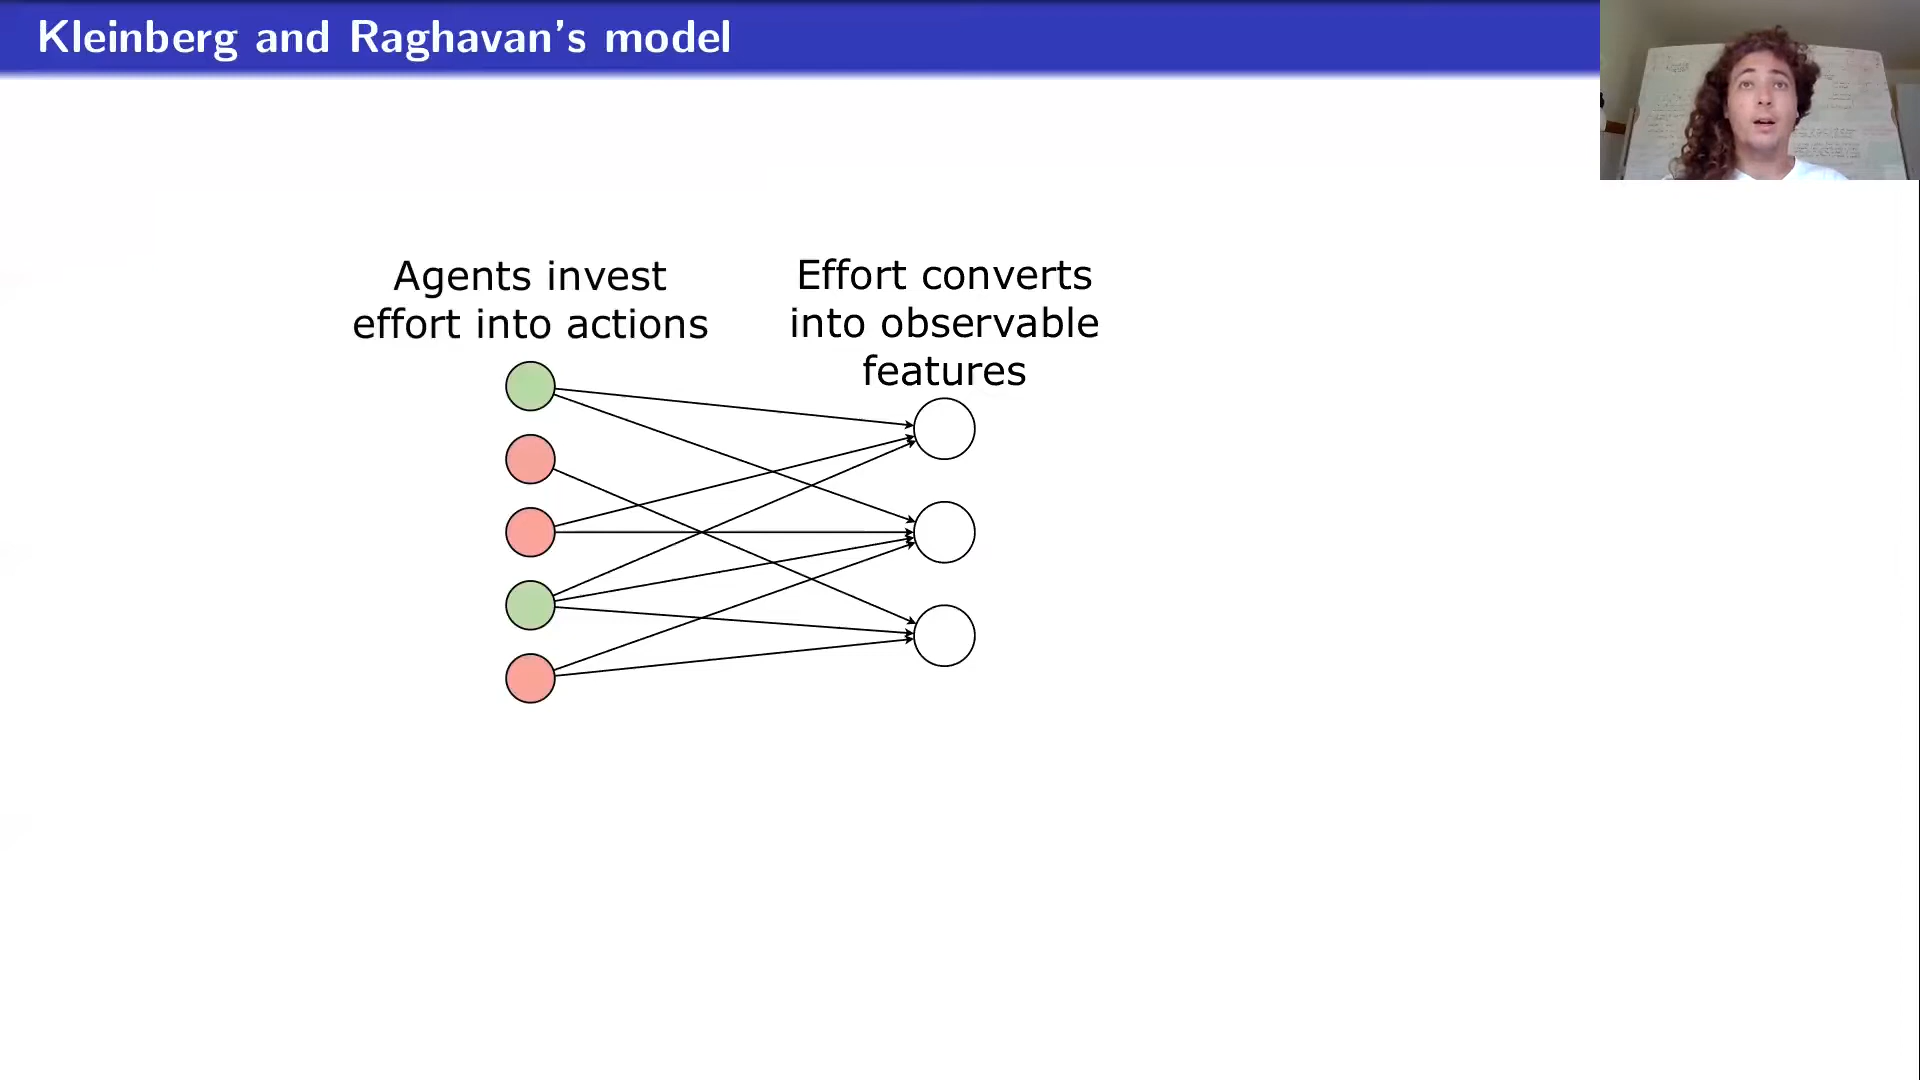 Kleinberg and Raghavan's model
Agents invest
effort into actions
Effort converts
into observable
features